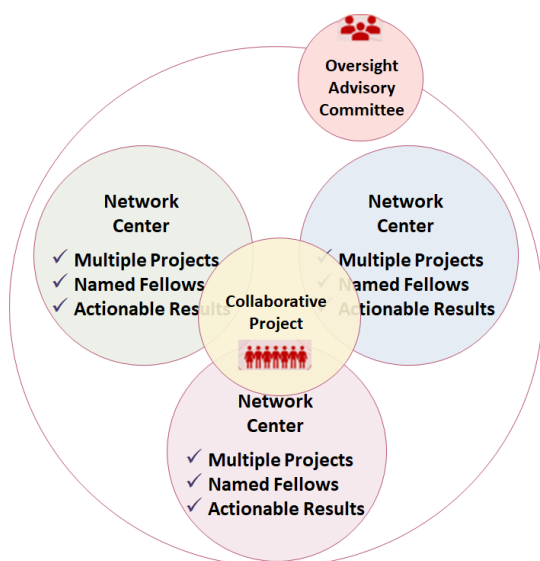 Oversight
Advisory
Committee
Network
Center
✓ Multiple Projects
✓ Named Fellows
✓ Actionable Results
Network
Center
✓ Multiple Projects
✓ Named Fellows
✓ Actionable Results
Collaborative
Project
Network
Center
✓ Multiple Projects
✓ Named Fellows
✓ Actionable Results